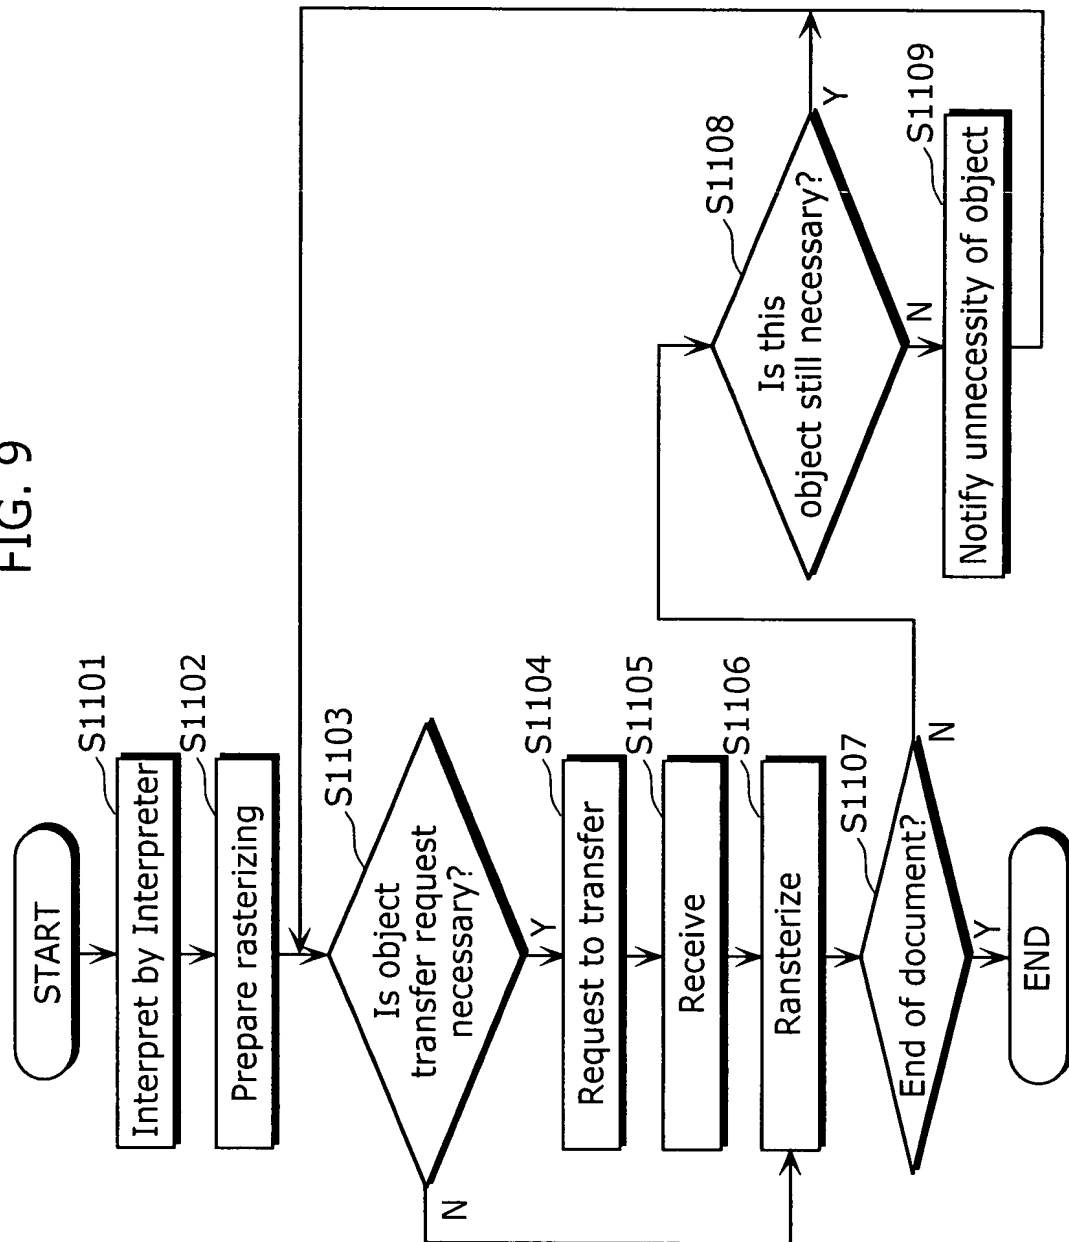 FIG. 9
START
S1101
Interpret by Interpreter
S1102
Prepare rasterizing
S1103
Is object
transfer request
necessary?
N
Y
S1104
Request to transfer
S1105
Receive
S1106
Ransterize
S1107
End of document?
N
Y
END
S1108
Is this
object still necessary?
Y
N
S1109
Notify unnecessity of object